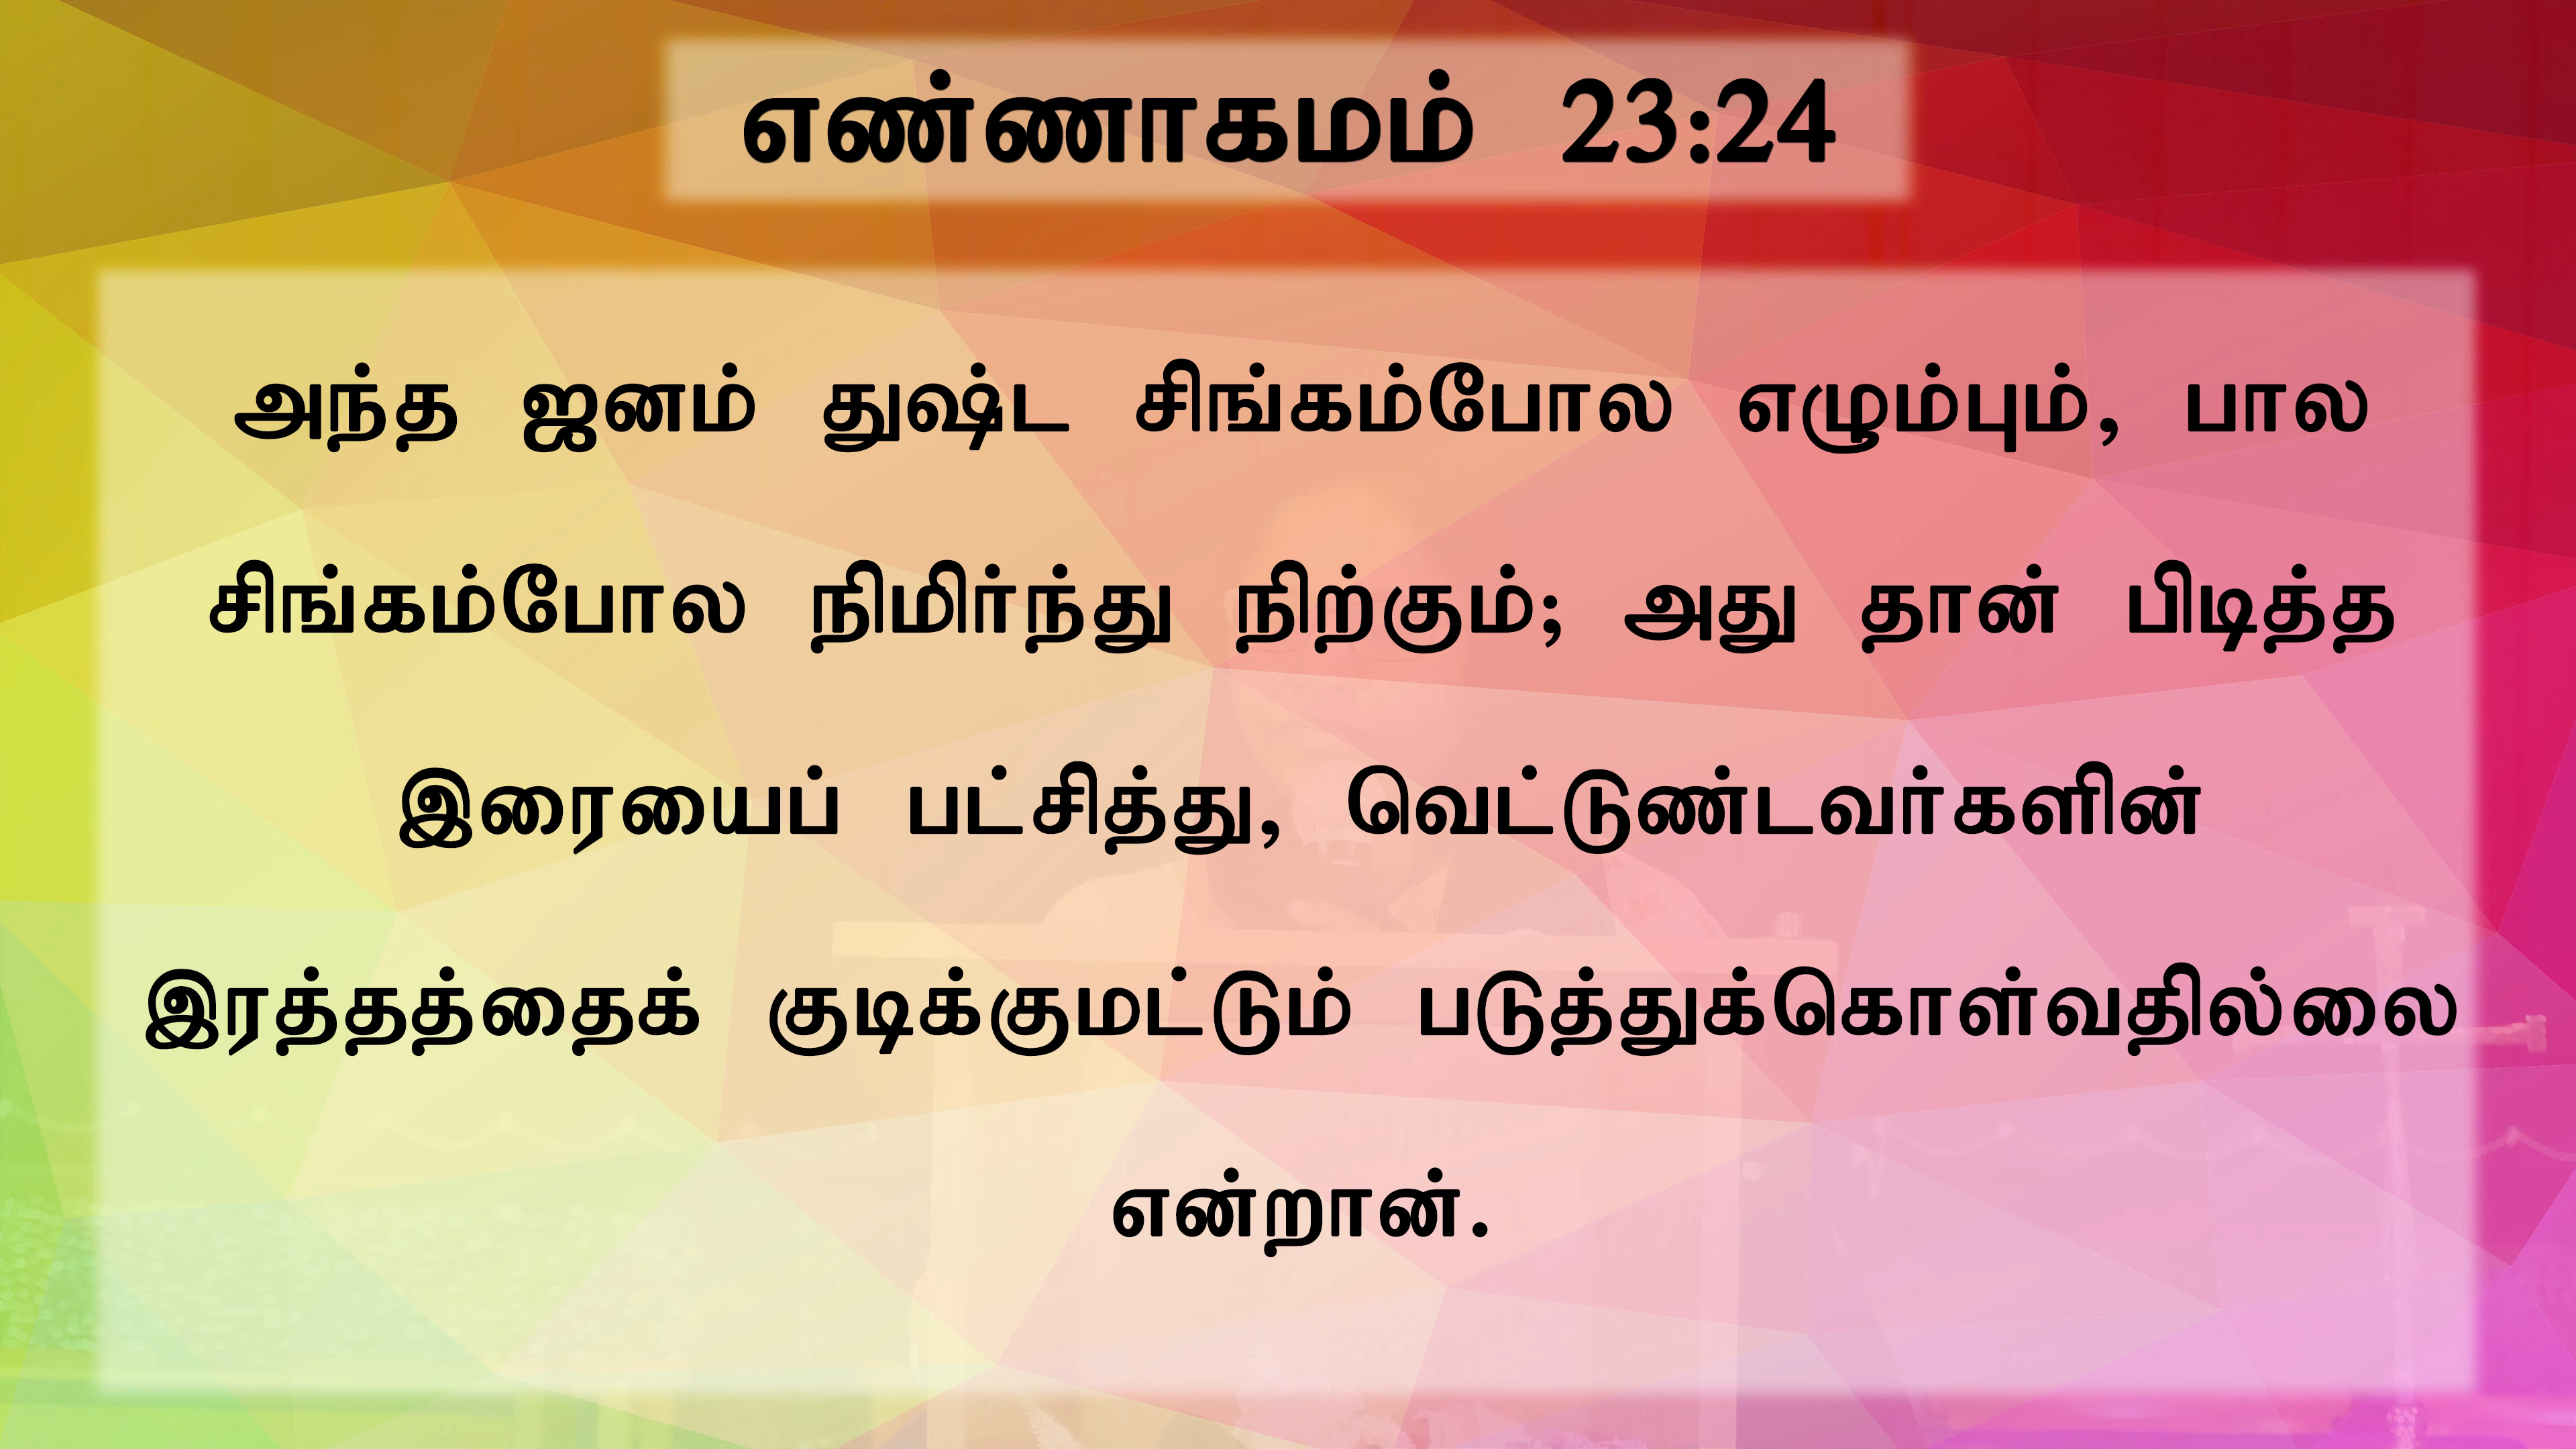 எண்ணாகமம் 23:24
அந்த ஜனம் துஷ்ட சிங்கம்போல எழும்பும், பால
சிங்கம்போல நிமிர்ந்து நிற்கும்; அது தான் பிடித்த
இரையைப் பட்சித்து, வெட்டுண்டவர்களின்
இரத்தத்தைக் குடிக்குமட்டும் படுத்துக்கொள்வதில்லை
என்றான்.